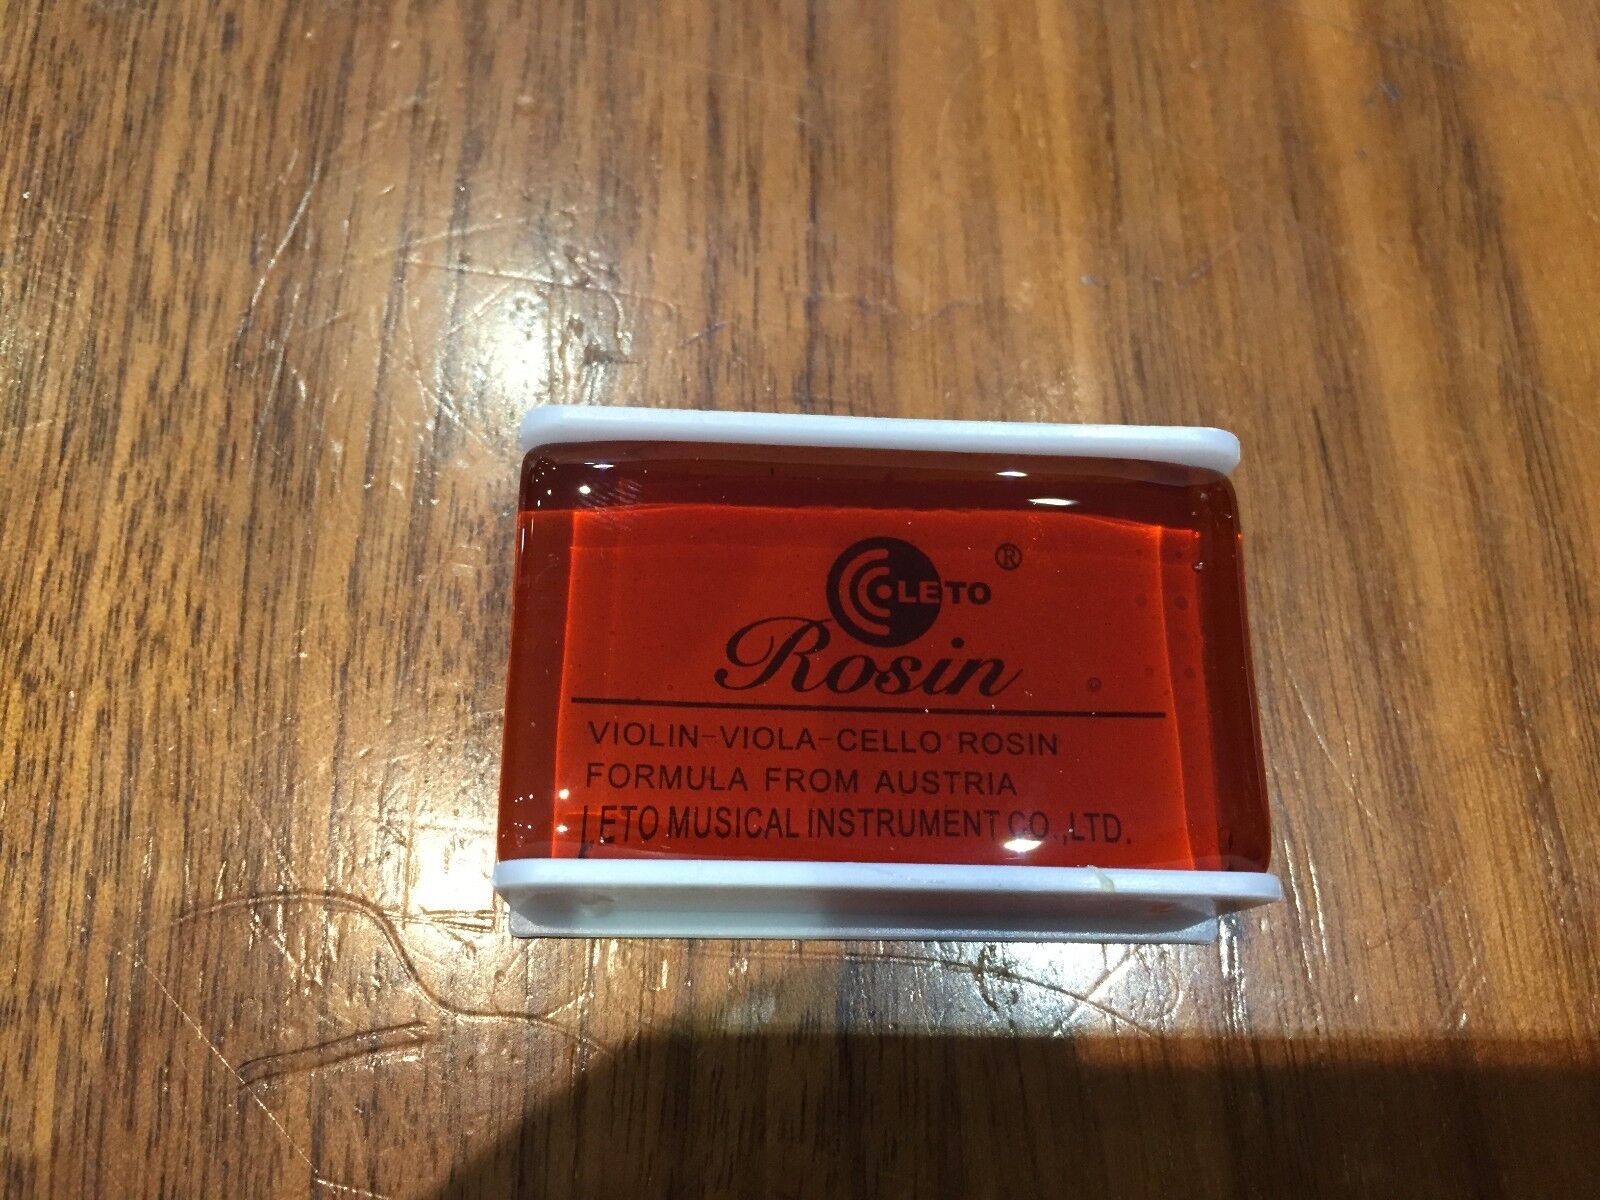 LETO ®
Rosin
VIOLIN-VIOLA-CELLO ROSIN
FORMULA FROM AUSTRIA
LETO MUSICAL INSTRUMENT CO.,LTD.